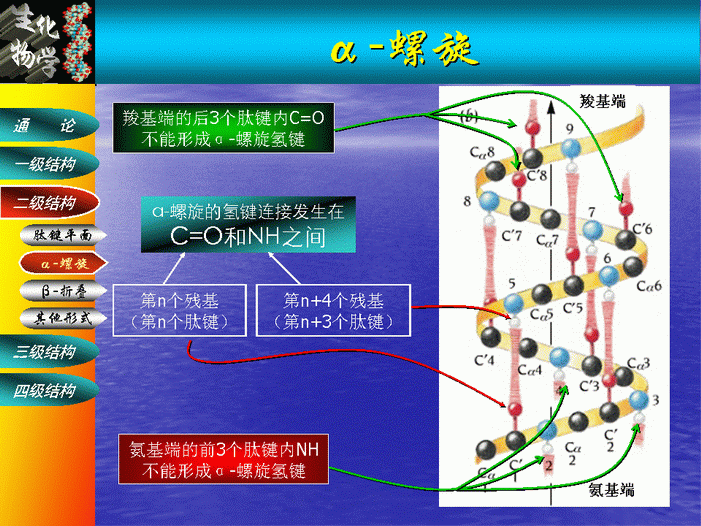 生化
物学
α-螺旋
通 论
一级结构
二级结构
肽键平面
α-螺旋
β-折叠
其他形式
三级结构
四级结构
羧基端的后3个肽键内C=O
不能形成α-螺旋氢键
α-螺旋的氢键连接发生在
C=O和NH之间
第n个残基
(第n个肽键)
第n+4个残基
(第n+3个肽键)
氨基端的前3个肽键内NH
不能形成α-螺旋氢键
(b)
羧基端
9
Cα8
C′8
8
C′7
Cα7
7
C′6
6
Cα6
5
Cα5
C′5
C′4
Cα4
C′3
Cα3
4
3
Cα
2
C′
2
Cα
1
C′
1
2
氨基端